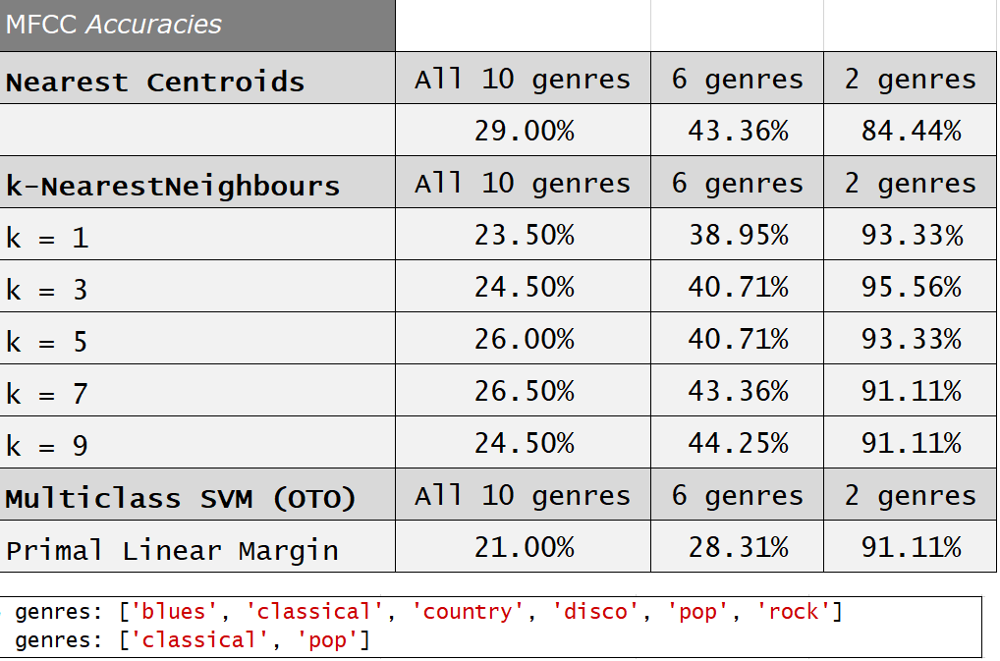 MFCC Accuracies
Nearest Centroids All 10 genres 6 genres 2 genres
29.00% 43.36% 84.44%
k-NearestNeighbours All 10 genres 6 genres 2 genres
k = 1 23.50% 38.95% 93.33%
k = 3 24.50% 40.71% 95.56%
k = 5 26.00% 40.71% 93.33%
k = 7 26.50% 43.36% 91.11%
k = 9 24.50% 44.25% 91.11%
Multiclass SVM (OTO) All 10 genres 6 genres 2 genres
Primal Linear Margin 21.00% 28.31% 91.11%
genres: ['blues', 'classical', 'country', 'disco', 'pop', 'rock']
genres: ['classical', 'pop']